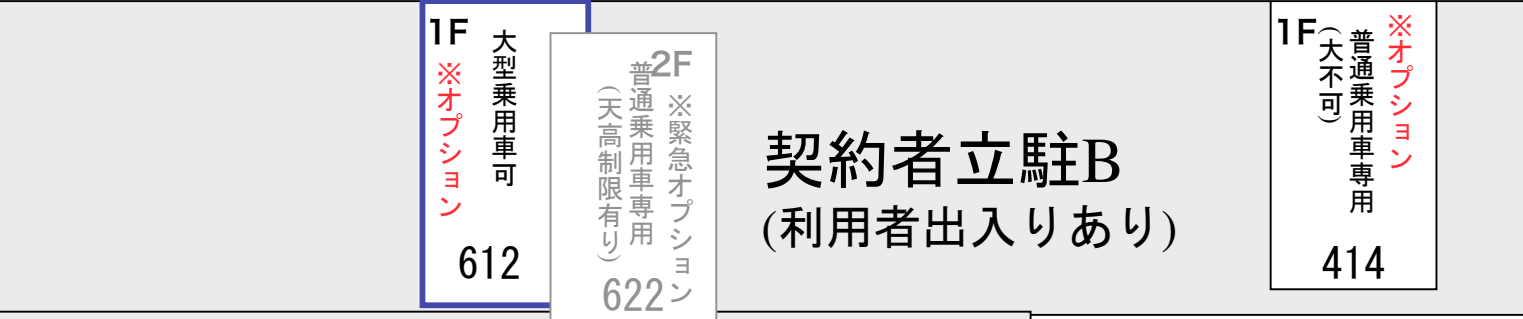 1F
大型乗用車可
※オプション
612
2F
※緊急オプション
普通乗用車専用
(天高制限有り)
622
契約者立駐B
(利用者出入りあり)
1F
※オプション
普通乗用車専用
(大不可)
414